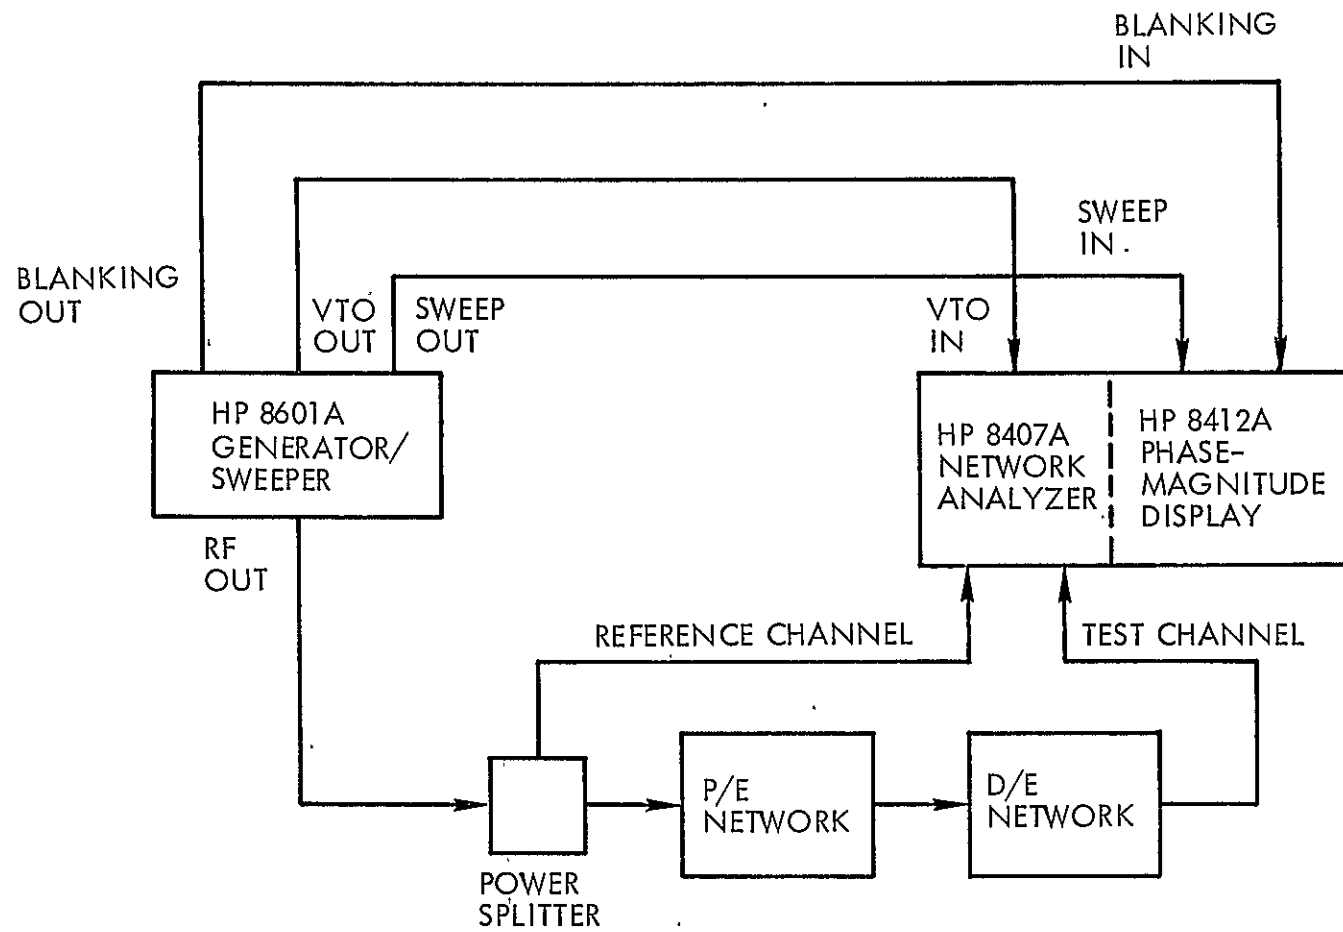 BLANKING
IN
SWEEP
IN
BLANKING
OUT
VTO
OUT
SWEEP
OUT
VTO
IN
HP 8601A
GENERATOR/
SWEEPER
HP 8407A
NETWORK
ANALYZER
HP 8412A
PHASE-
MAGNITUDE
DISPLAY
RF
OUT
REFERENCE CHANNEL
TEST CHANNEL
P/E
NETWORK
D/E
NETWORK
POWER
SPLITTER